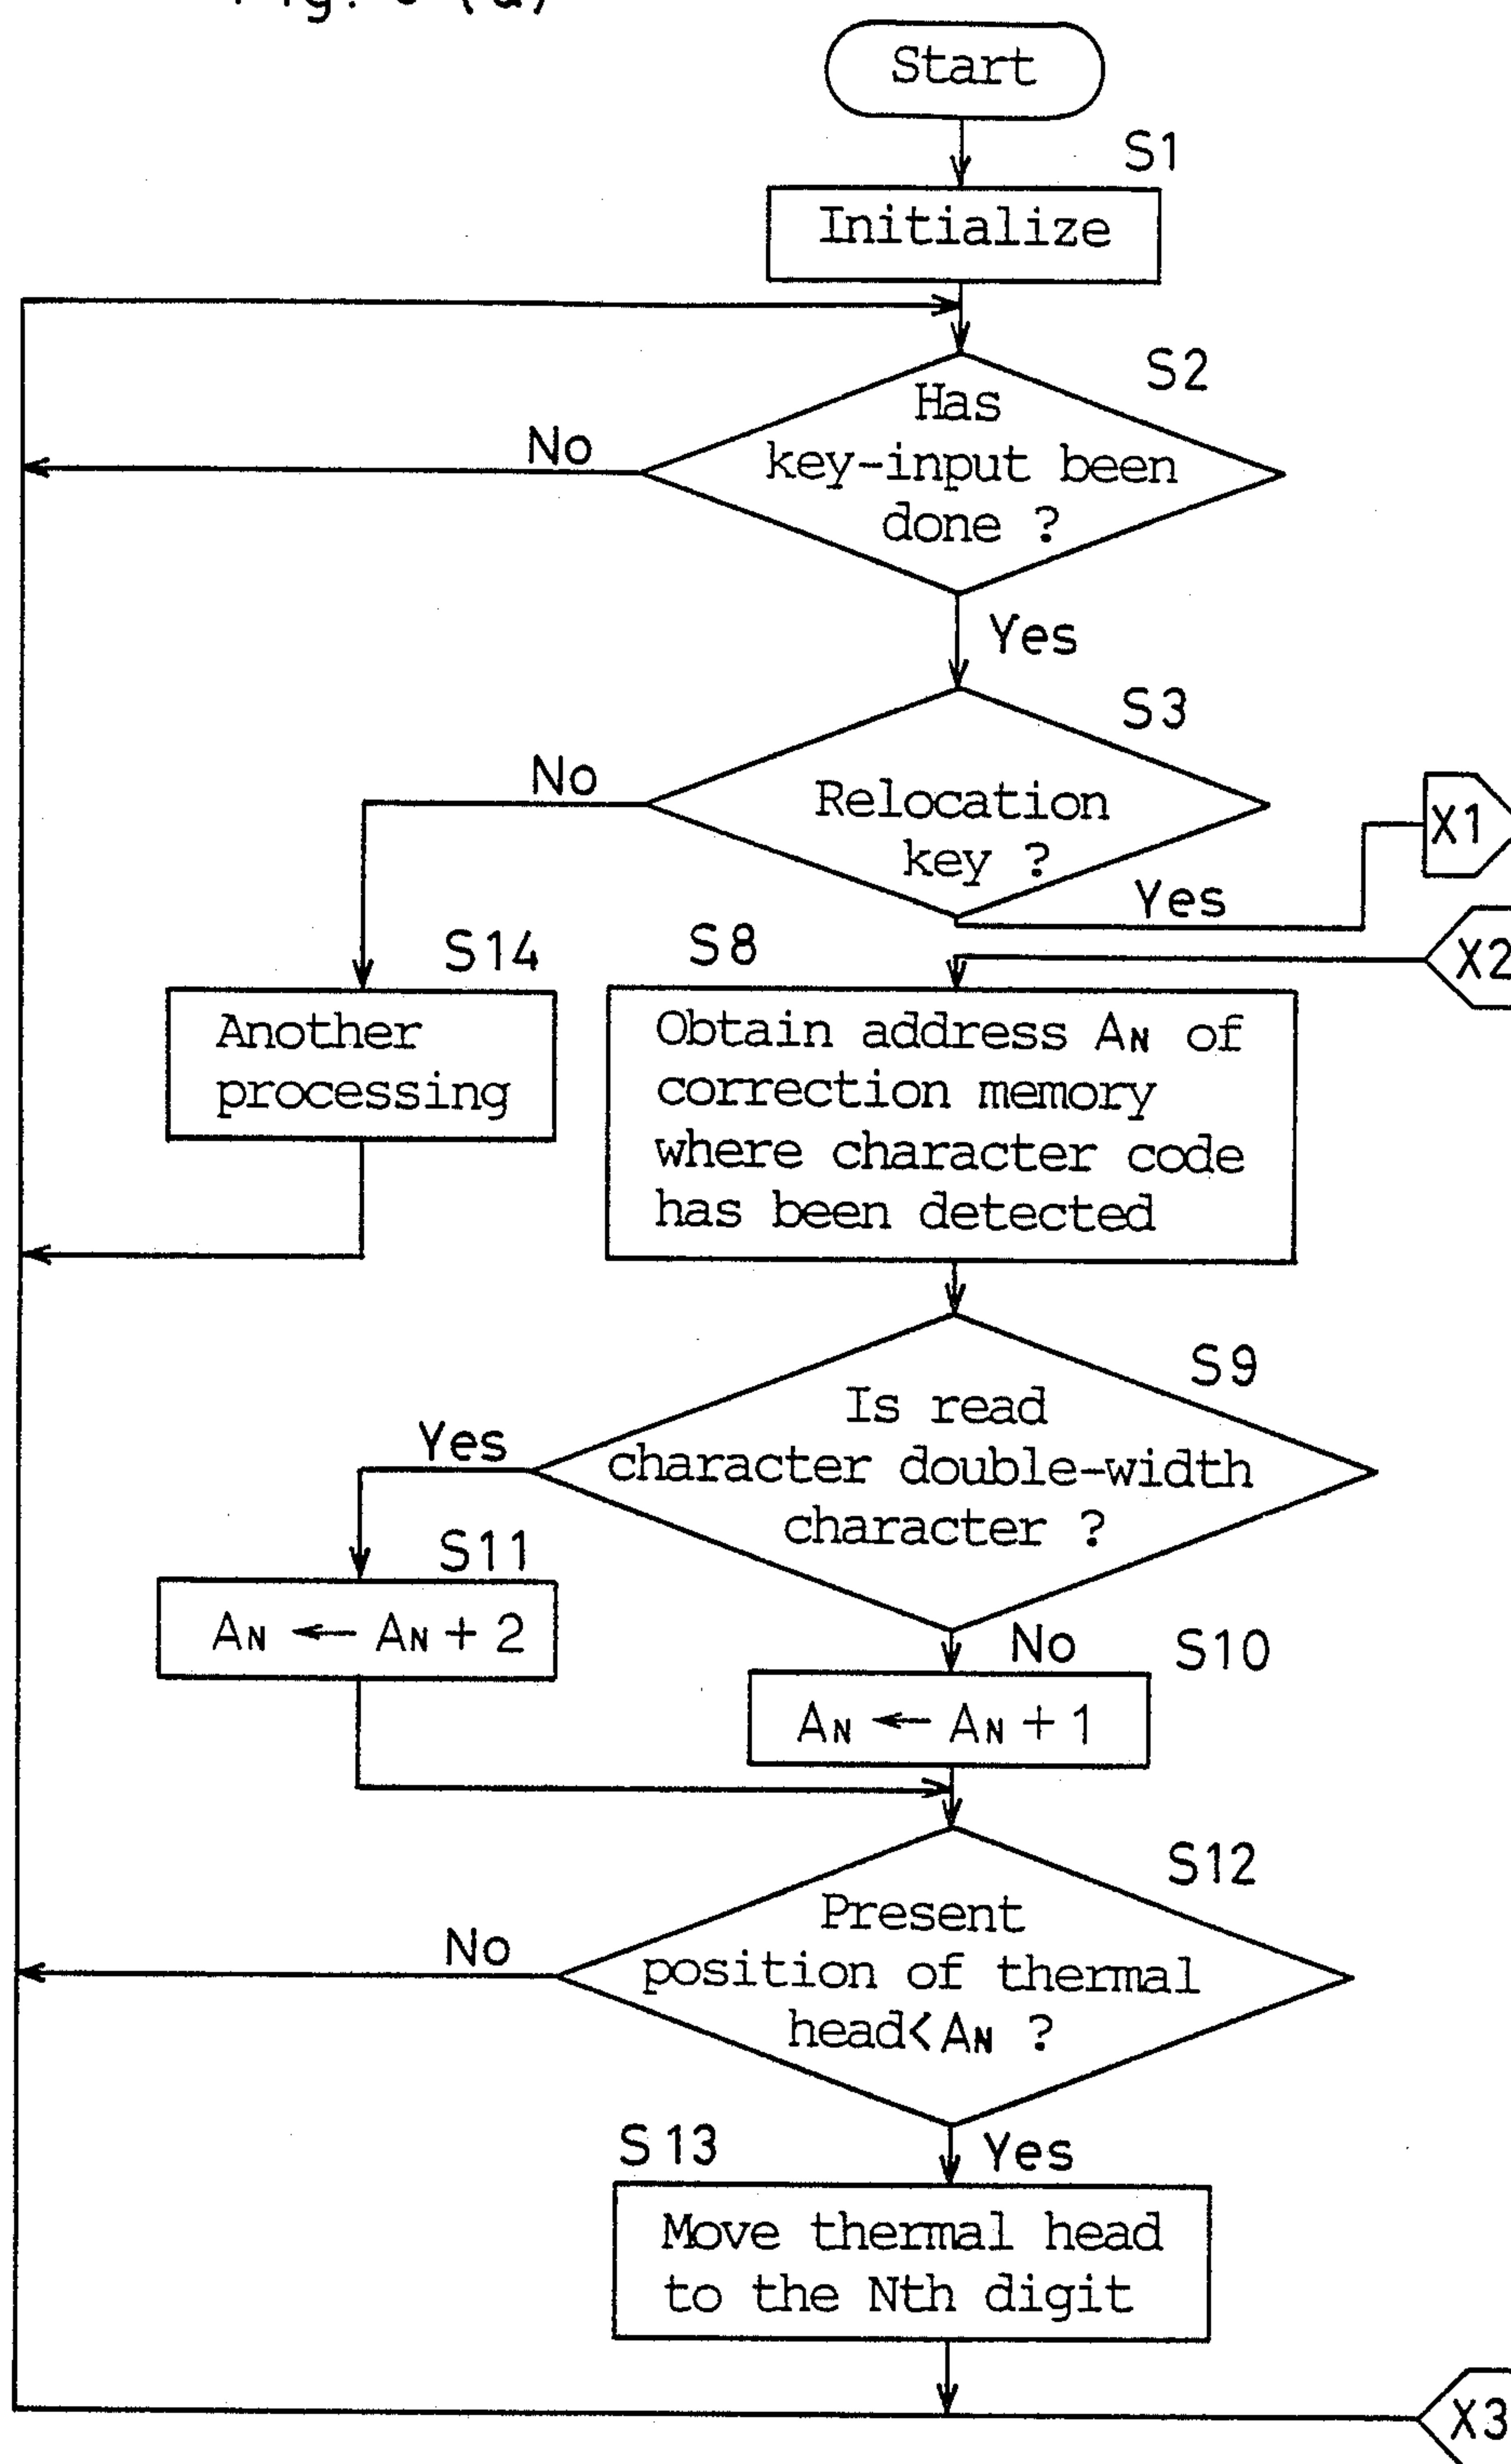 Start
S1
Initialize
S2
Has
key-input been
done ?
No
Yes
S3
Relocation
key ?
No
Yes
X1
X2
S14
Another
processing
S8
Obtain address AN of
correction memory
where character code
has been detected
S9
Is read
character double-width
character ?
Yes
S11
AN ← AN + 2
No
S10
AN ← AN + 1
S12
Present
position of thermal
head<AN ?
No
Yes
S13
Move thermal head
to the Nth digit
X3